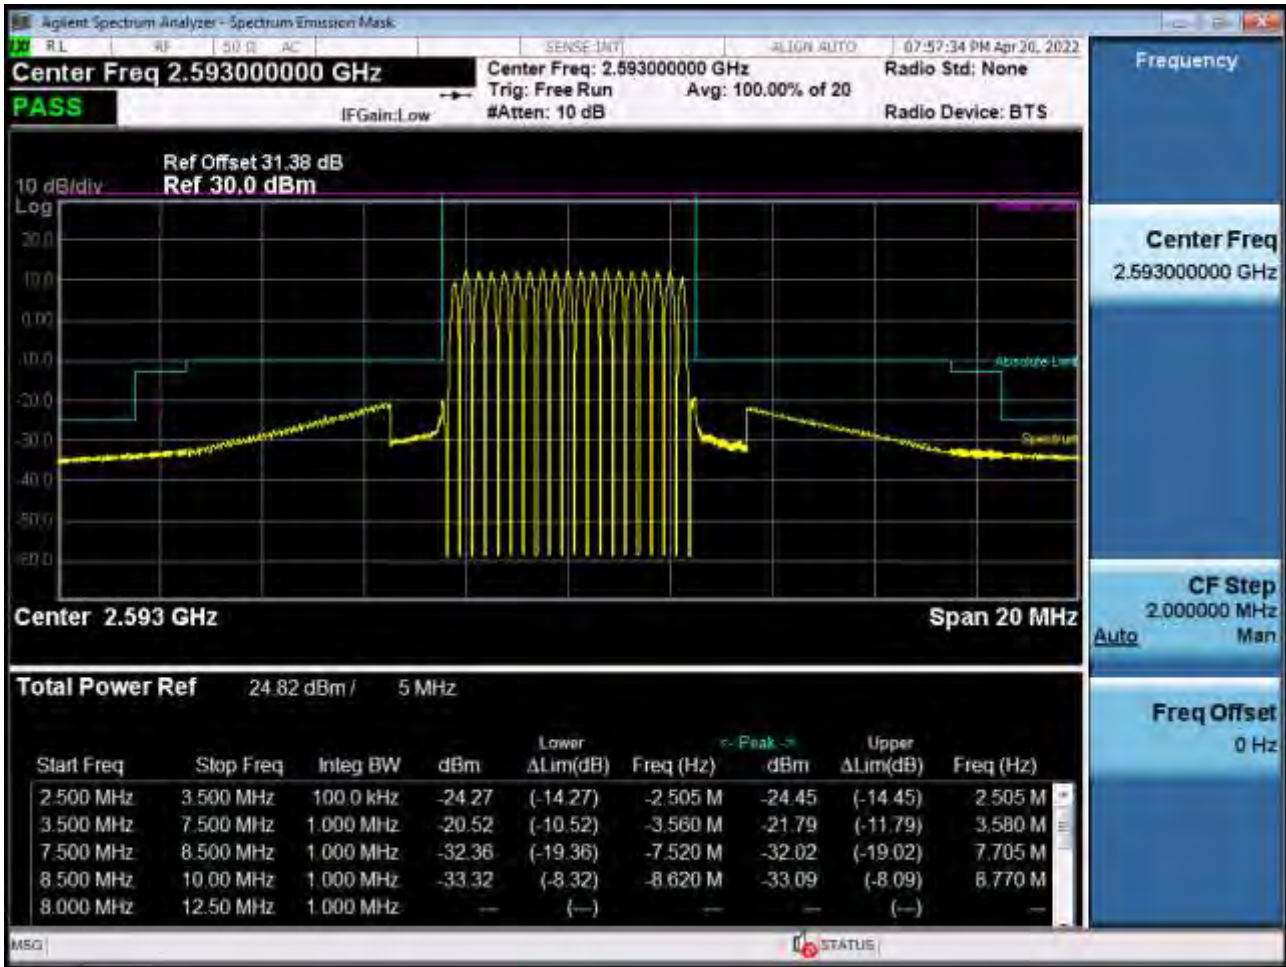 Agilent Spectrum Analyzer - Spectrum Emission Mask
LXI RL RF 50 Ω AC SENSE:INT ALIGN AUTO 07:57:34 PM Apr 20, 2022
Center Freq 2.593000000 GHz
Center Freq: 2.593000000 GHz
Radio Std: None
Trig: Free Run Avg: 100.00% of 20
PASS
IFGain:Low
#Atten: 10 dB
Radio Device: BTS
Ref Offset 31.38 dB
10 dB/div Ref 30.0 dBm
Log
20.0
10.0
0.00
-10.0
Absolute Limit
-20.0
-30.0
Spectrum
-40.0
-50.0
-60.0
Center 2.593 GHz
Span 20 MHz
Total Power Ref 24.82 dBm / 5 MHz
Lower <- Peak -> Upper
Start Freq Stop Freq Integ BW dBm ΔLim(dB) Freq (Hz) dBm ΔLim(dB) Freq (Hz)
2.500 MHz 3.500 MHz 100.0 kHz -24.27 (-14.27) -2.505 M -24.45 (-14.45) 2.505 M
3.500 MHz 7.500 MHz 1.000 MHz -20.52 (-10.52) -3.560 M -21.79 (-11.79) 3.580 M
7.500 MHz 8.500 MHz 1.000 MHz -32.36 (-19.36) -7.520 M -32.02 (-19.02) 7.705 M
8.500 MHz 10.00 MHz 1.000 MHz -33.32 (-8.32) -8.620 M -33.09 (-8.09) 8.770 M
8.000 MHz 12.50 MHz 1.000 MHz --- (---) --- --- (---) ---
MSG
STATUS
Frequency
Center Freq
2.593000000 GHz
CF Step
2.000000 MHz
Auto Man
Freq Offset
0 Hz